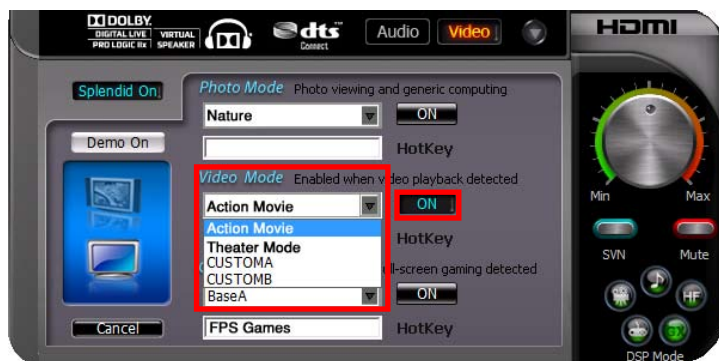 DOLBY.
DIGITAL LIVE VIRTUAL
PRO LOGIC IIx SPEAKER
dts
Connect
Audio
Video
HDMI
Splendid On
Photo Mode Photo viewing and generic computing
Nature
ON
Demo On
HotKey
Video Mode Enabled when video playback detected
Action Movie
ON
Min
Max
Action Movie
Theater Mode
HotKey
SVN
Mute
CUSTOMA
ll-screen gaming detected
CUSTOMB
BaseA
ON
HF
Cancel
FPS Games
HotKey
DSP Mode